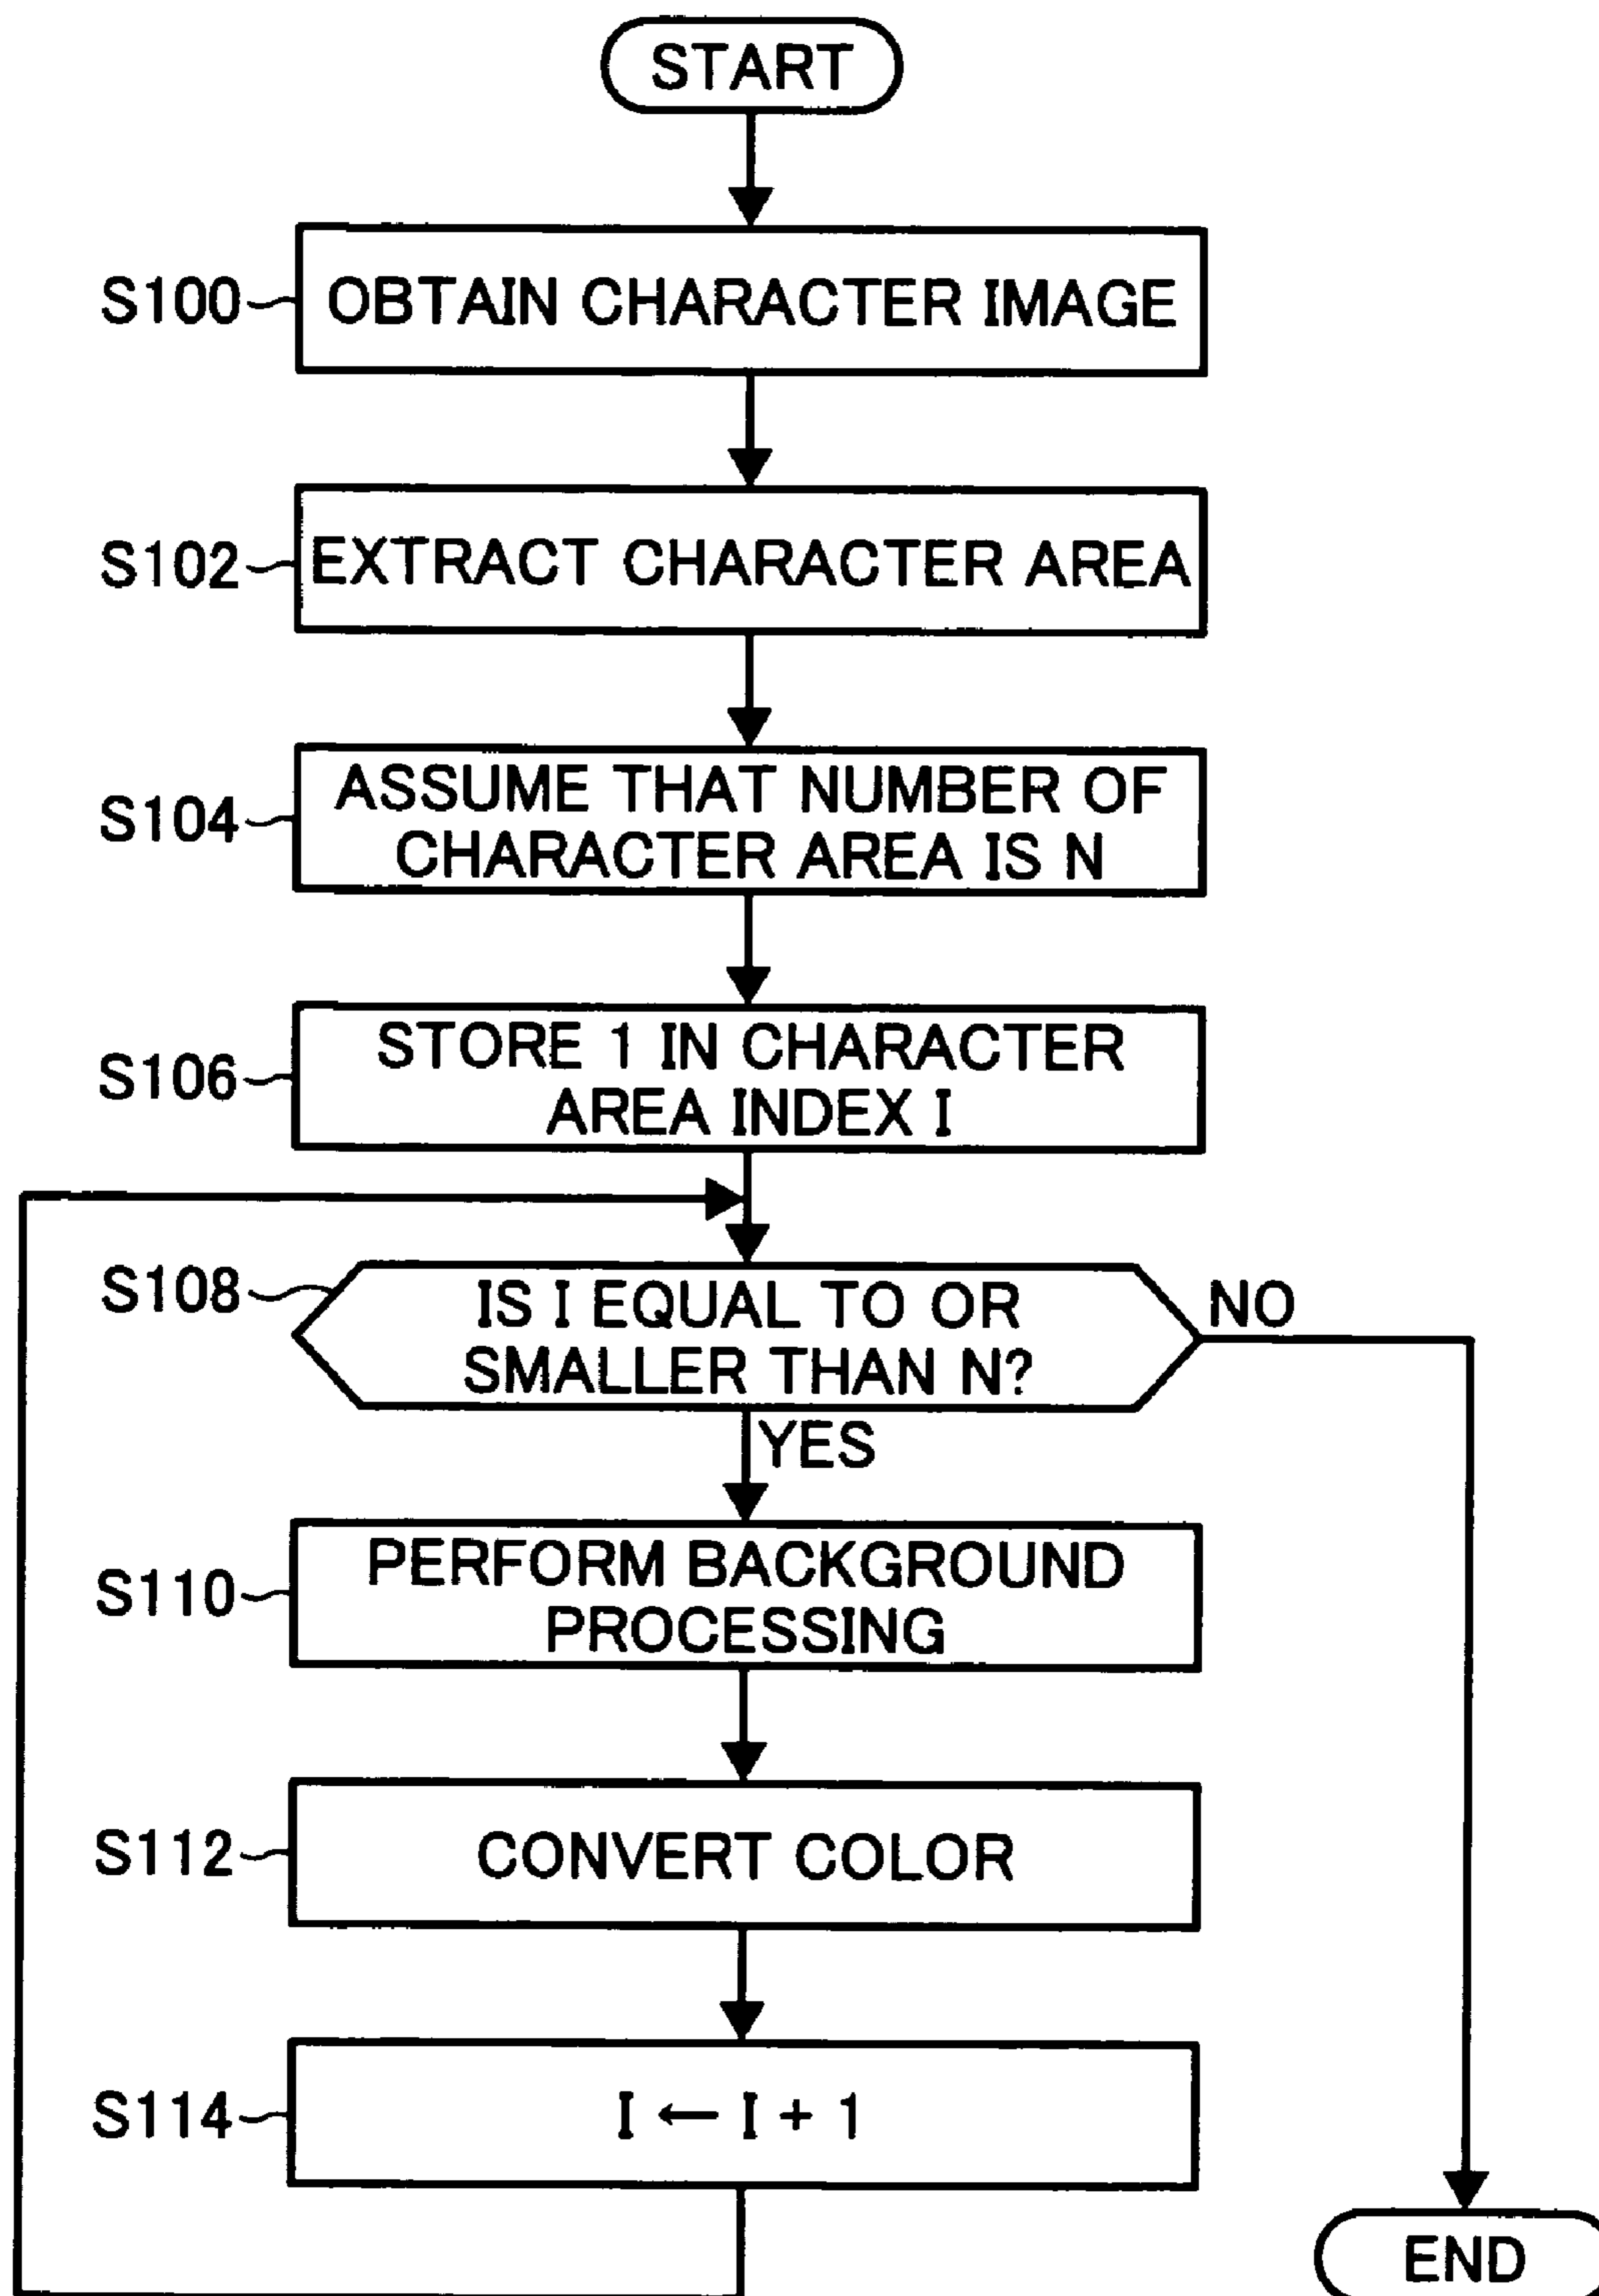 START
S100
OBTAIN CHARACTER IMAGE
S102
EXTRACT CHARACTER AREA
S104
ASSUME THAT NUMBER OF
CHARACTER AREA IS N
S106
STORE 1 IN CHARACTER
AREA INDEX I
S108
IS I EQUAL TO OR
SMALLER THAN N?
NO
YES
S110
PERFORM BACKGROUND
PROCESSING
S112
CONVERT COLOR
S114
I ← I + 1
END